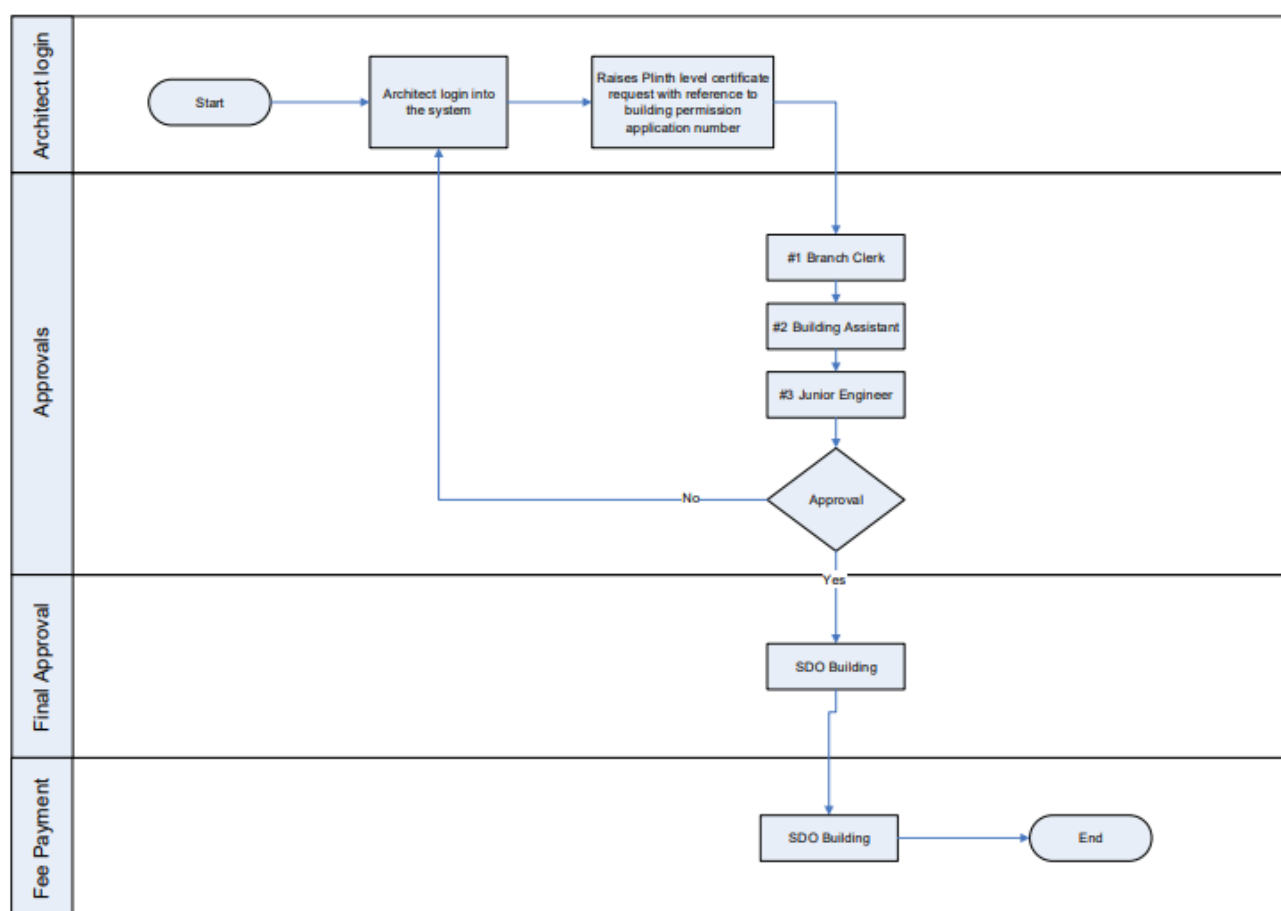 Architect login
Start
Architect login into
the system
Raises Plinth level certificate
request with reference to
building permission
application number
Approvals
#1 Branch Clerk
#2 Building Assistant
#3 Junior Engineer
Approval
No
Yes
Final Approval
SDO Building
Fee Payment
SDO Building
End